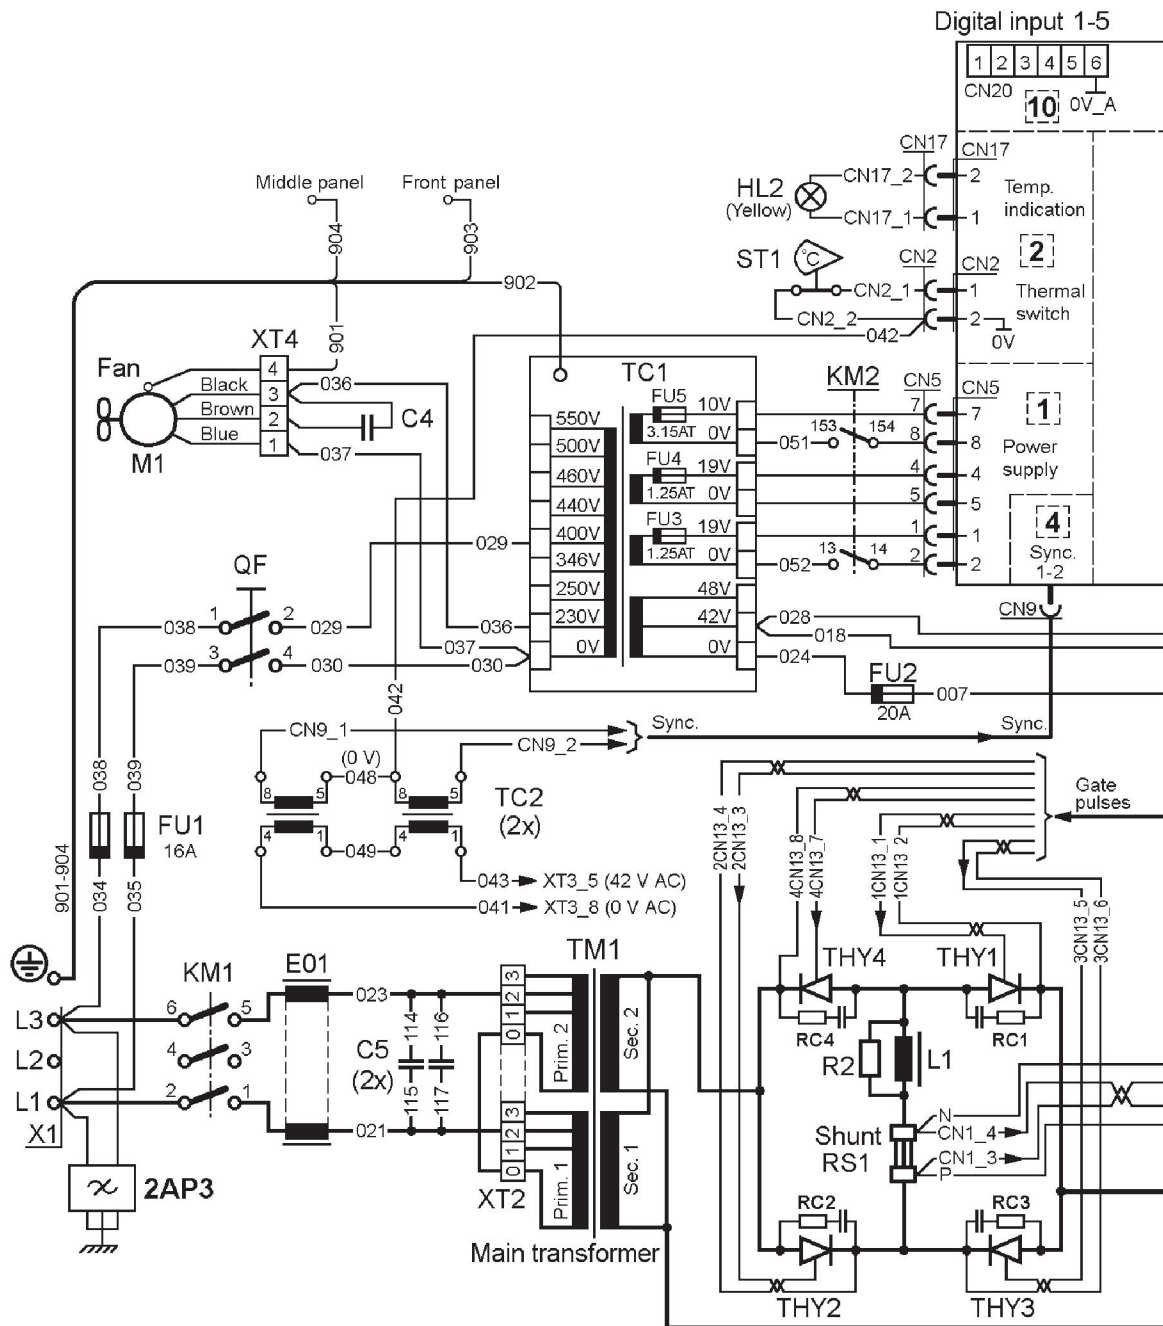 Digital input 1-5
1 2 3 4 5 6
CN20
10
0V_A
CN17
CN17
Middle panel
Front panel
HL2
(Yellow)
CN17_2
2
Temp.
indication
CN17_1
1
904
903
2
ST1
°C
CN2
CN2
902
CN2_1
1
Thermal
switch
CN2_2
2
042
0V
901
XT4
Fan
4
Black
3
036
Brown
2
C4
Blue
1
037
M1
TC1
KM2
CN5
CN5
FU5
10V
7
7
1
550V
3.15AT
0V
051
153
154
8
8
Power
supply
500V
FU4
19V
4
4
460V
1.25AT
0V
5
5
440V
4
FU3
19V
1
1
Sync.
1-2
029
400V
1.25AT
0V
052
13
14
2
2
346V
QF
250V
48V
CN9
038
1
2
029
036
230V
42V
028
018
039
3
4
030
037
030
0V
0V
024
FU2
007
20A
042
CN9_1
CN9_2
Sync.
Sync.
(0 V)
048
8
5
8
5
TC2
(2x)
4
1
4
1
049
038
039
FU1
16A
034
035
901-904
043
XT3_5 (42 V AC)
041
XT3_8 (0 V AC)
Gate
pulses
2CN13_4
2CN13_3
4CN13_8
4CN13_7
1CN13_1
1CN13_2
3CN13_5
3CN13_6
KM1
E01
TM1
THY4
THY1
L3
6
5
023
3
2
1
0
114
116
Prim. 2
Sec. 2
RC4
RC1
L2
4
3
C5
(2x)
R2
L1
L1
2
1
115
117
021
3
2
1
0
Prim. 1
Sec. 1
X1
N
CN1_4
Shunt
RS1
CN1_3
P
2AP3
XT2
RC2
RC3
Main transformer
THY2
THY3